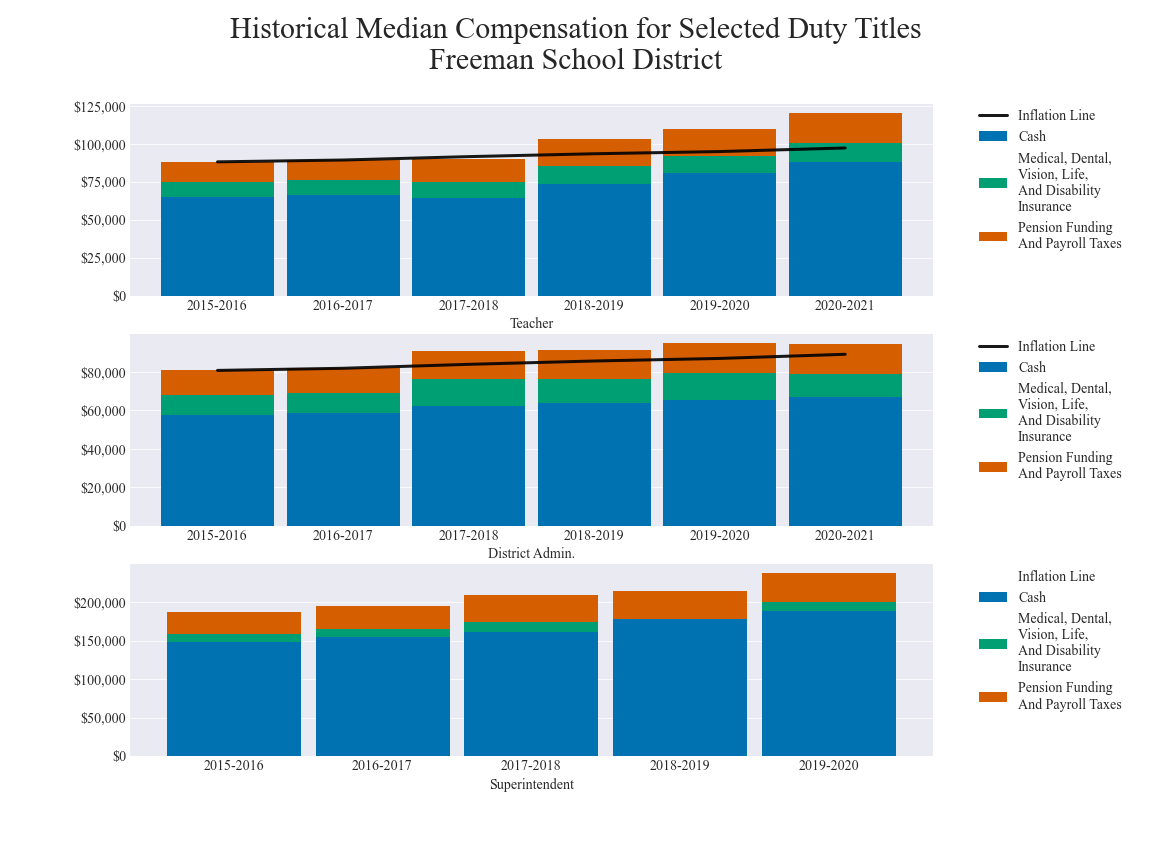 Historical Median Compensation for Selected Duty Titles
Freeman School District
$125,000
$100,000
$75,000
$50,000
$25,000
$0
2015-2016 2016-2017 2017-2018 2018-2019 2019-2020 2020-2021
Teacher
Inflation Line
Cash
Medical, Dental,
Vision, Life,
And Disability
Insurance
Pension Funding
And Payroll Taxes
$80,000
$60,000
$40,000
$20,000
$0
2015-2016 2016-2017 2017-2018 2018-2019 2019-2020 2020-2021
District Admin.
Inflation Line
Cash
Medical, Dental,
Vision, Life,
And Disability
Insurance
Pension Funding
And Payroll Taxes
$200,000
$150,000
$100,000
$50,000
$0
2015-2016 2016-2017 2017-2018 2018-2019 2019-2020
Superintendent
Inflation Line
Cash
Medical, Dental,
Vision, Life,
And Disability
Insurance
Pension Funding
And Payroll Taxes